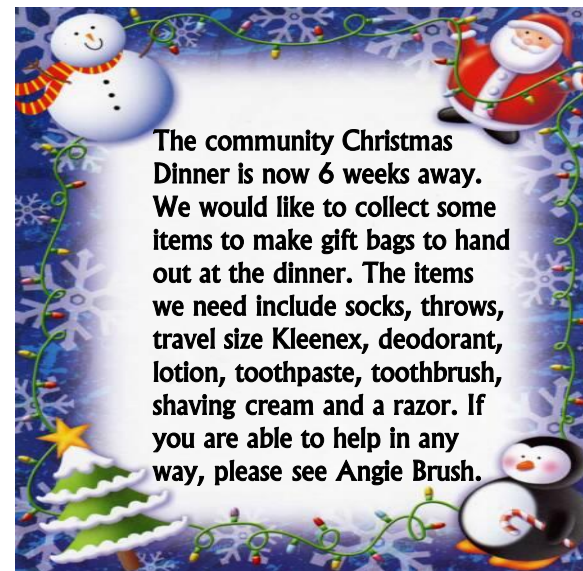 The community Christmas
Dinner is now 6 weeks away.
We would like to collect some
items to make gift bags to hand
out at the dinner. The items
we need include socks, throws,
travel size Kleenex, deodorant,
lotion, toothpaste, toothbrush,
shaving cream and a razor. If
you are able to help in any
way, please see Angie Brush.